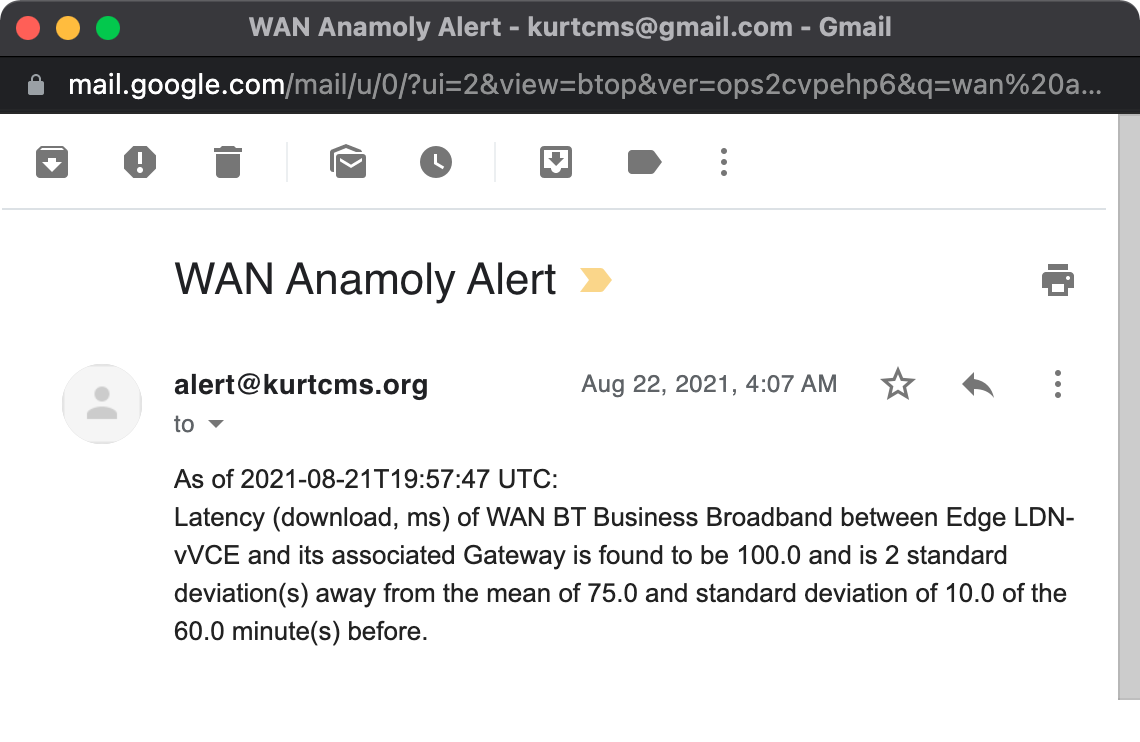 WAN Anamoly Alert - kurtcms@gmail.com - Gmail
mail.google.com/mail/u/0/?ui=2&view=btop&ver=ops2cvpehp6&q=wan%20a...
WAN Anamoly Alert
alert@kurtcms.org Aug 22, 2021, 4:07 AM
to
As of 2021-08-21T19:57:47 UTC:
Latency (download, ms) of WAN BT Business Broadband between Edge LDN-
vVCE and its associated Gateway is found to be 100.0 and is 2 standard
deviation(s) away from the mean of 75.0 and standard deviation of 10.0 of the
60.0 minute(s) before.